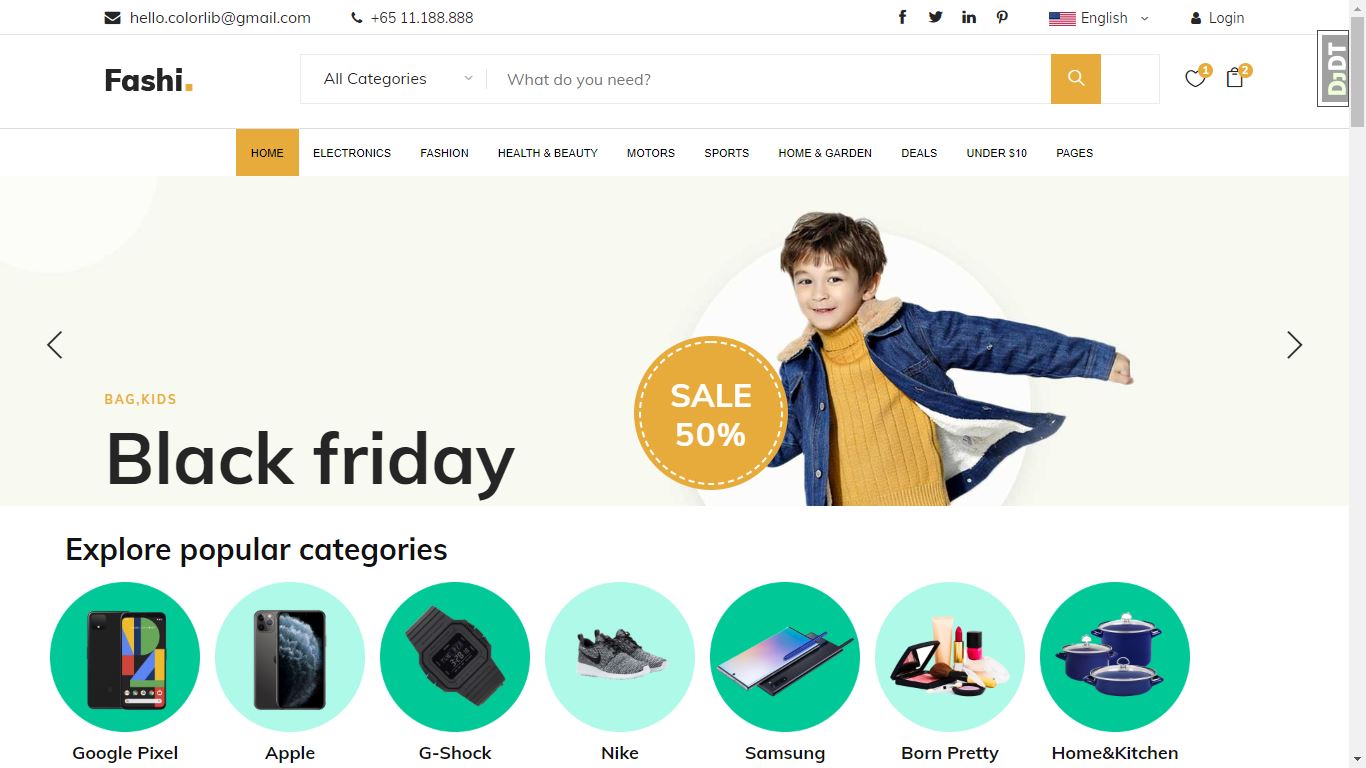 hello.colorlib@gmail.com
+65 11.188.888
English
Login
DjDT
Fashi.
All Categories
What do you need?
1
2
HOME
ELECTRONICS
FASHION
HEALTH & BEAUTY
MOTORS
SPORTS
HOME & GARDEN
DEALS
UNDER $10
PAGES
SALE
50%
BAG,KIDS
Black friday
Explore popular categories
Google Pixel
Apple
G-Shock
Nike
Samsung
Born Pretty
Home&Kitchen